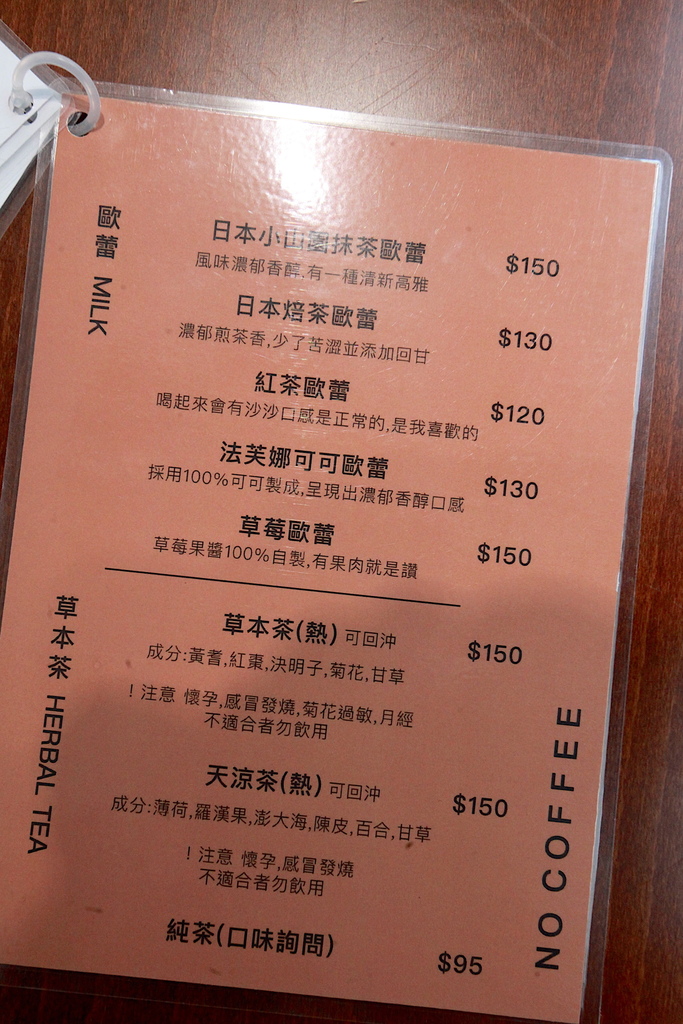 歐蕾 MILK
日本小山園抹茶歐蕾 $150
風味濃郁香醇,有一種清新高雅
日本焙茶歐蕾 $130
濃郁煎茶香,少了苦澀並添加回甘
紅茶歐蕾 $120
喝起來會有沙沙口感是正常的,是我喜歡的
法芙娜可可歐蕾 $130
採用100%可可製成,呈現出濃郁香醇口感
草莓歐蕾 $150
草莓果醬100%自製,有果肉就是讚
草本茶 HERBAL TEA
草本茶(熱) 可回沖 $150
成分:黃耆,紅棗,決明子,菊花,甘草
！注意 懷孕,感冒發燒,菊花過敏,月經
不適合者勿飲用
天涼茶(熱) 可回沖 $150
成分:薄荷,羅漢果,澎大海,陳皮,百合,甘草
！注意 懷孕,感冒發燒
不適合者勿飲用
純茶(口味詢問) $95
NO COFFEE